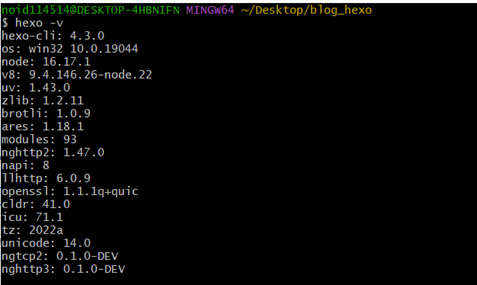 noid114514@DESKTOP-4HBNIFN MINGW64 ~/Desktop/blog_hexo
$ hexo -v
hexo-cli: 4.3.0
os: win32 10.0.19044
node: 16.17.1
v8: 9.4.146.26-node.22
uv: 1.43.0
zlib: 1.2.11
brotli: 1.0.9
ares: 1.18.1
modules: 93
nghttp2: 1.47.0
napi: 8
llhttp: 6.0.9
openssl: 1.1.1q+quic
cldr: 41.0
icu: 71.1
tz: 2022a
unicode: 14.0
ngtcp2: 0.1.0-DEV
nghttp3: 0.1.0-DEV